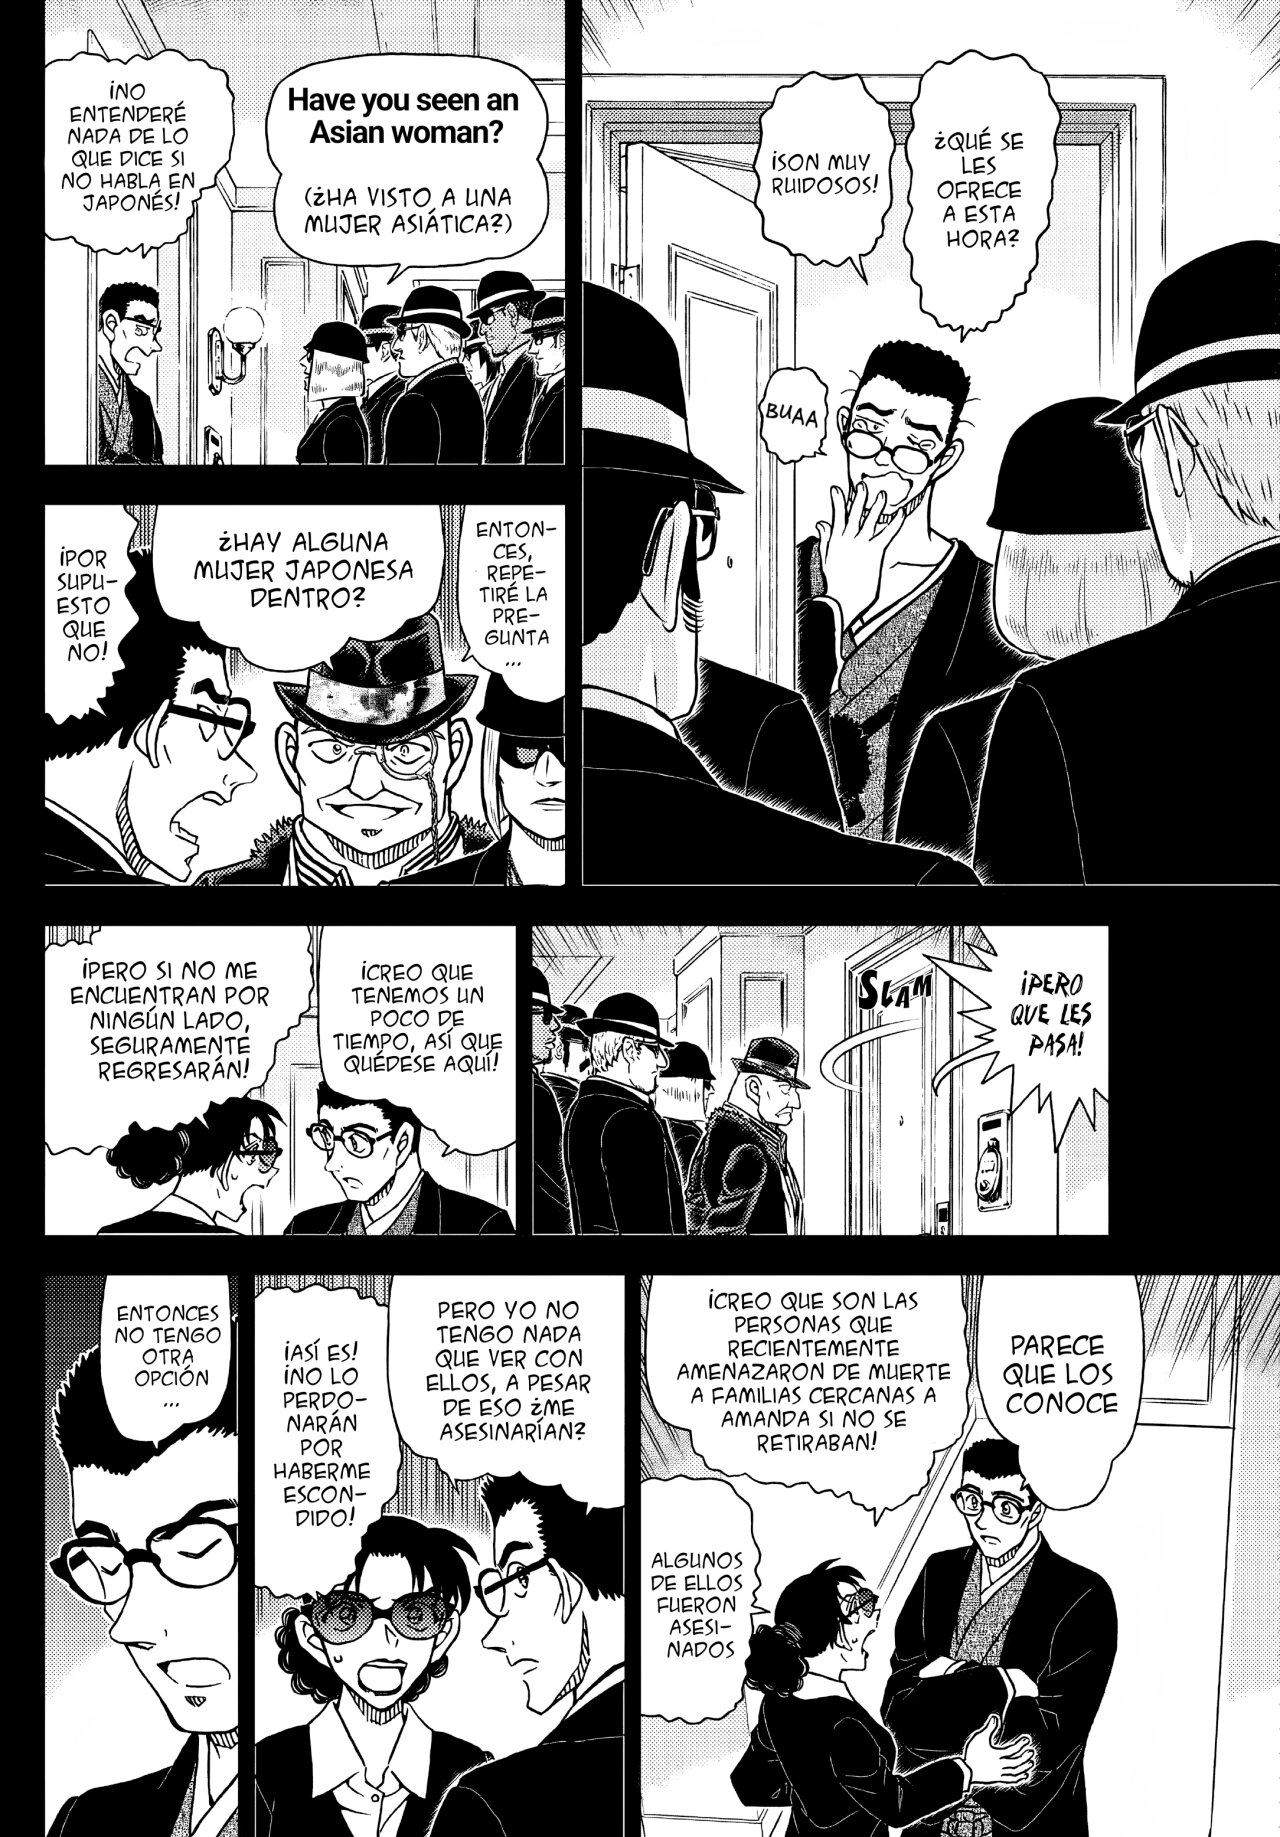 ¿QUÉ SE
LES
OFRECE
A ESTA
HORA?
¡SON MUY
RUIDOSOS!
BUAA
Have you seen an
Asian woman?
(¿HA VISTO A UNA
MUJER ASIÁTICA?)
¡NO
ENTENDERÉ
NADA DE LO
QUE DICE SI
NO HABLA EN
JAPONÉS!
ENTON-
CES,
REPE-
TIRÉ LA
PRE-
GUNTA
...
¿HAY ALGUNA
MUJER JAPONESA
DENTRO?
¡POR
SUPU-
ESTO
QUE
NO!
¡PERO
QUE LES
PASA!
SLAM
¡CREO QUE
TENEMOS UN
POCO DE
TIEMPO, ASÍ QUE
QUÉDESE AQUÍ!
¡PERO SI NO ME
ENCUENTRAN POR
NINGÚN LADO,
SEGURAMENTE
REGRESARÁN!
PARECE
QUE LOS
CONOCE
¡CREO QUE SON LAS
PERSONAS QUE
RECIENTEMENTE
AMENAZARON DE MUERTE
A FAMILIAS CERCANAS A
AMANDA SI NO SE
RETIRABAN!
ALGUNOS
DE ELLOS
FUERON
ASESI-
NADOS
PERO YO NO
TENGO NADA
QUE VER CON
ELLOS, A PESAR
DE ESO ¿ME
ASESINARÍAN?
¡ASÍ ES!
¡NO LO
PERDO-
NARÁN
POR
HABERME
ESCON-
DIDO!
ENTONCES
NO TENGO
OTRA
OPCIÓN
...